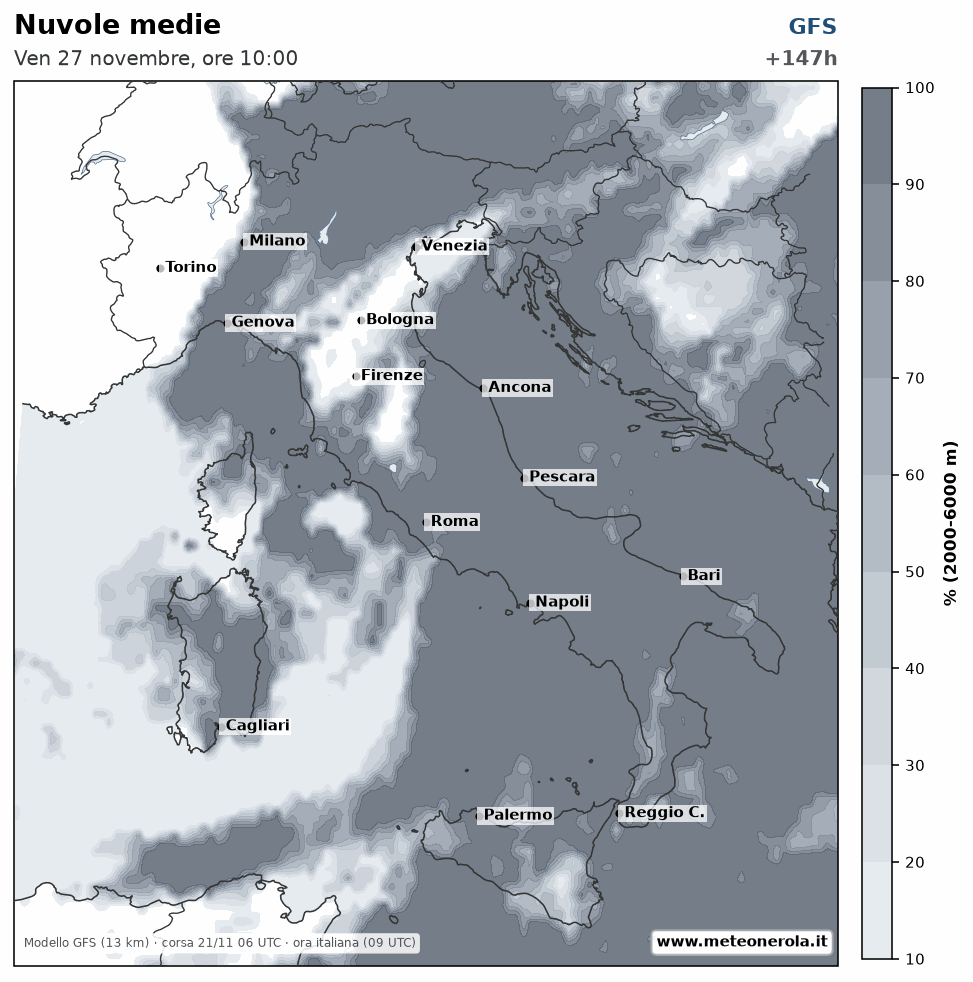 Nuvole medie
GFS
Ven 27 novembre, ore 10:00
+147h
100
90
80
70
60
50
40
30
20
10
% (2000-6000 m)
Milano
Venezia
Torino
Genova
Bologna
Firenze
Ancona
Pescara
Roma
Bari
Napoli
Cagliari
Palermo
Reggio C.
Modello GFS (13 km) · corsa 21/11 06 UTC · ora italiana (09 UTC)
www.meteonerola.it